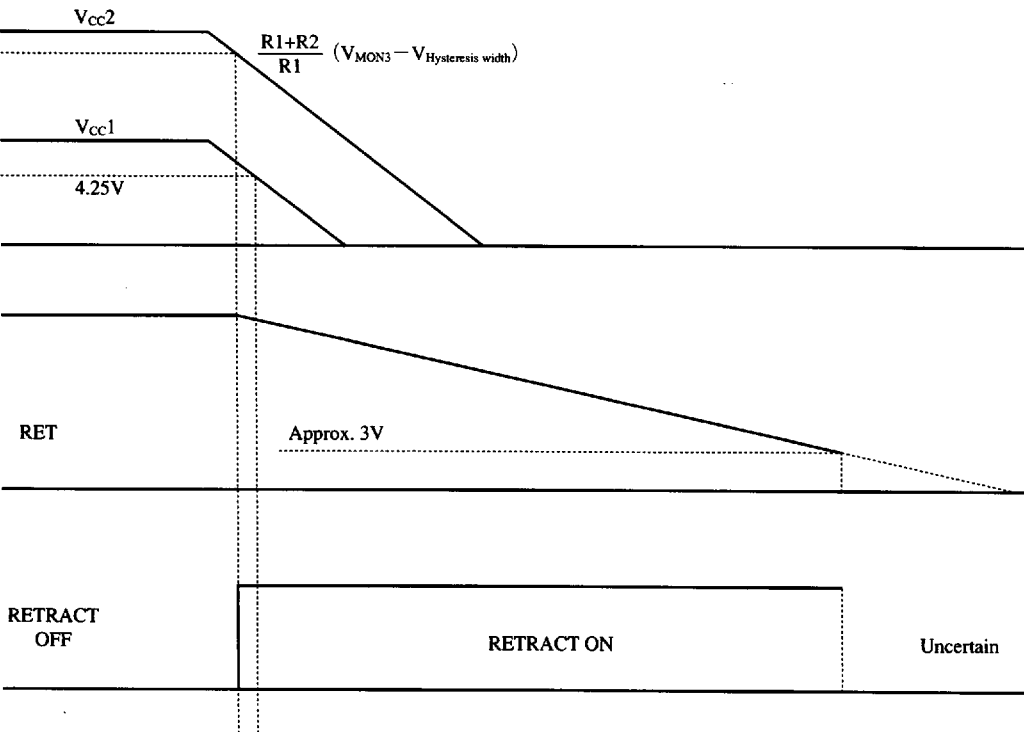 VCC2
R1+R2
R1
(VMON3－VHysteresis width)
VCC1
4.25V
RET
Approx. 3V
RETRACT
OFF
RETRACT ON
Uncertain